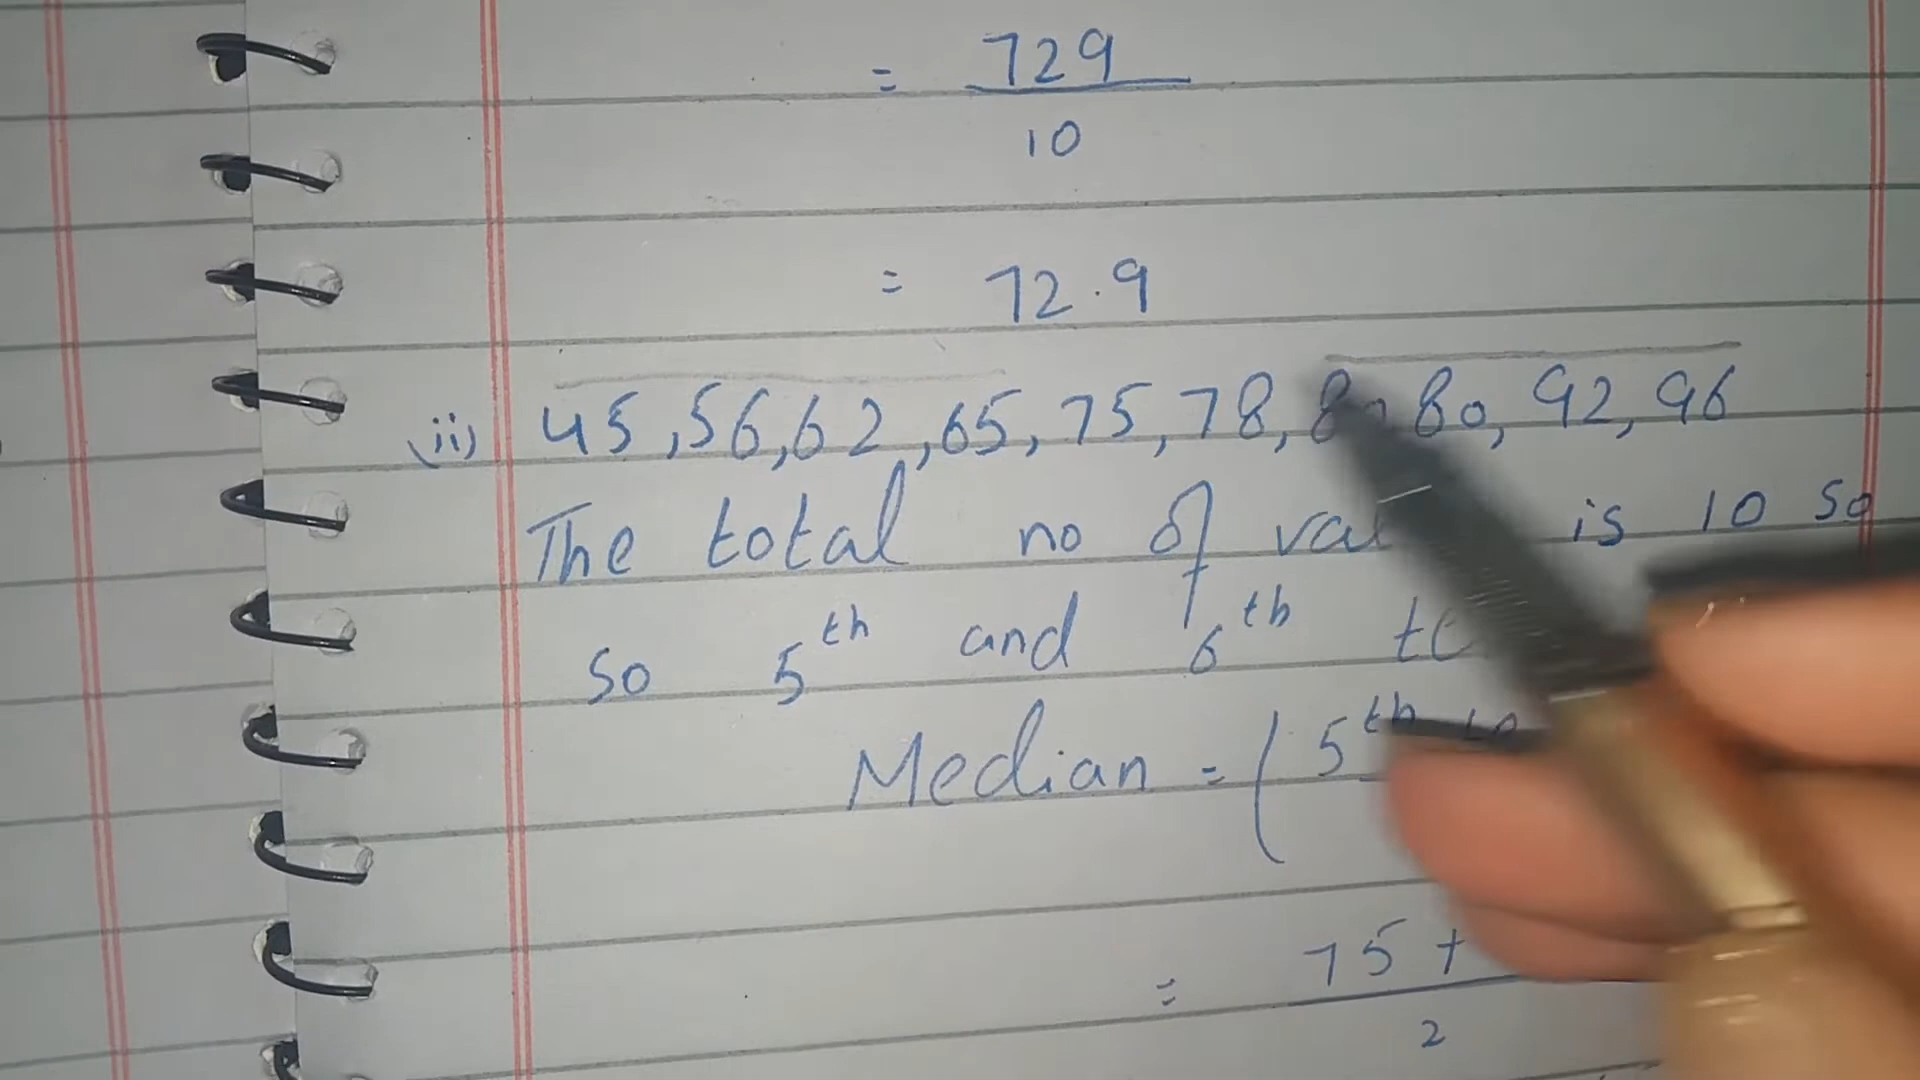 = 729
10
= 72.9
(ii) 45, 56, 62, 65, 75, 78, 80, 80, 92, 96
The total no of is 10 so
so 5th and 6th
Median = ( 5th
= 75 +
2